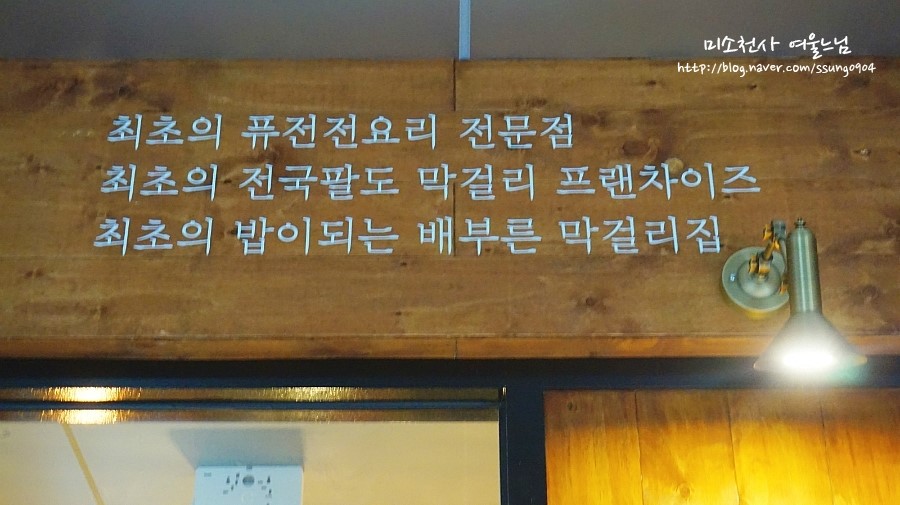 미소천사 여울느님
http://blog.naver.com/ssung0904
최초의 퓨전전요리 전문점
최초의 전국팔도 막걸리 프랜차이즈
최초의 밥이되는 배부른 막걸리집